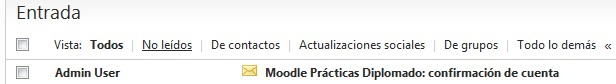 Entrada
Vista: Todos | No leídos | De contactos | Actualizaciones sociales | De grupos | Todo lo demás «
Admin User Moodle Prácticas Diplomado: confirmación de cuenta